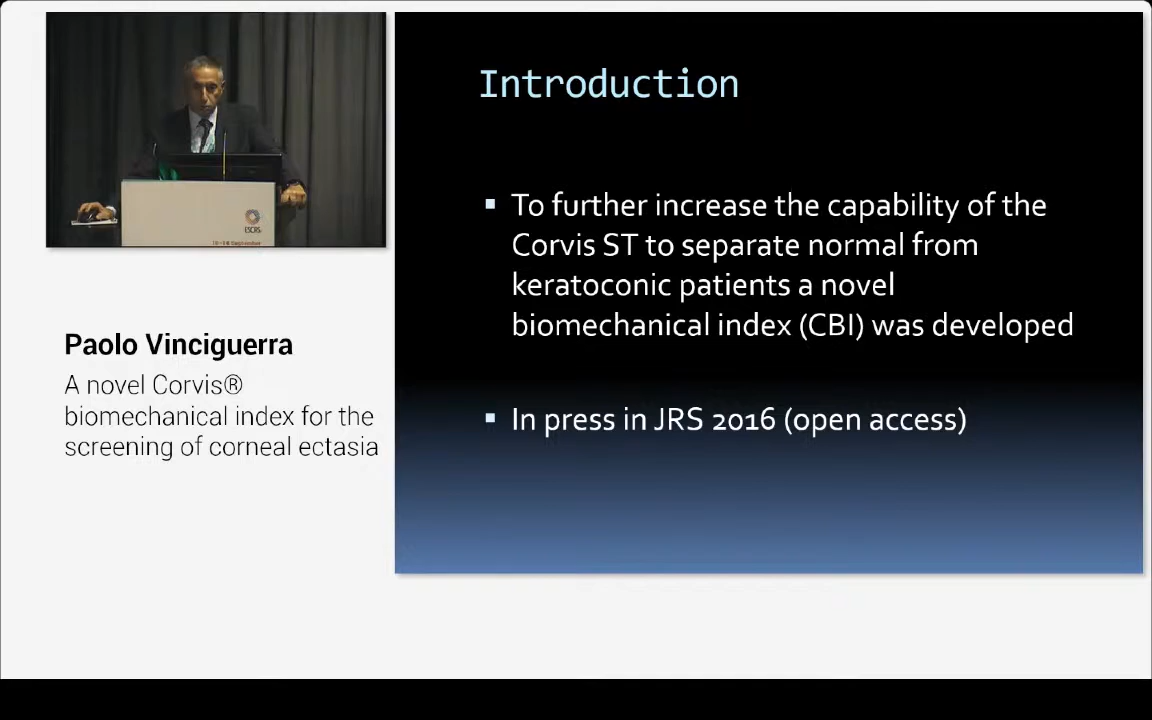 ESCRS
Paolo Vinciguerra
A novel Corvis®
biomechanical index for the
screening of corneal ectasia
Introduction
▪ To further increase the capability of the
Corvis ST to separate normal from
keratoconic patients a novel
biomechanical index (CBI) was developed
▪ In press in JRS 2016 (open access)